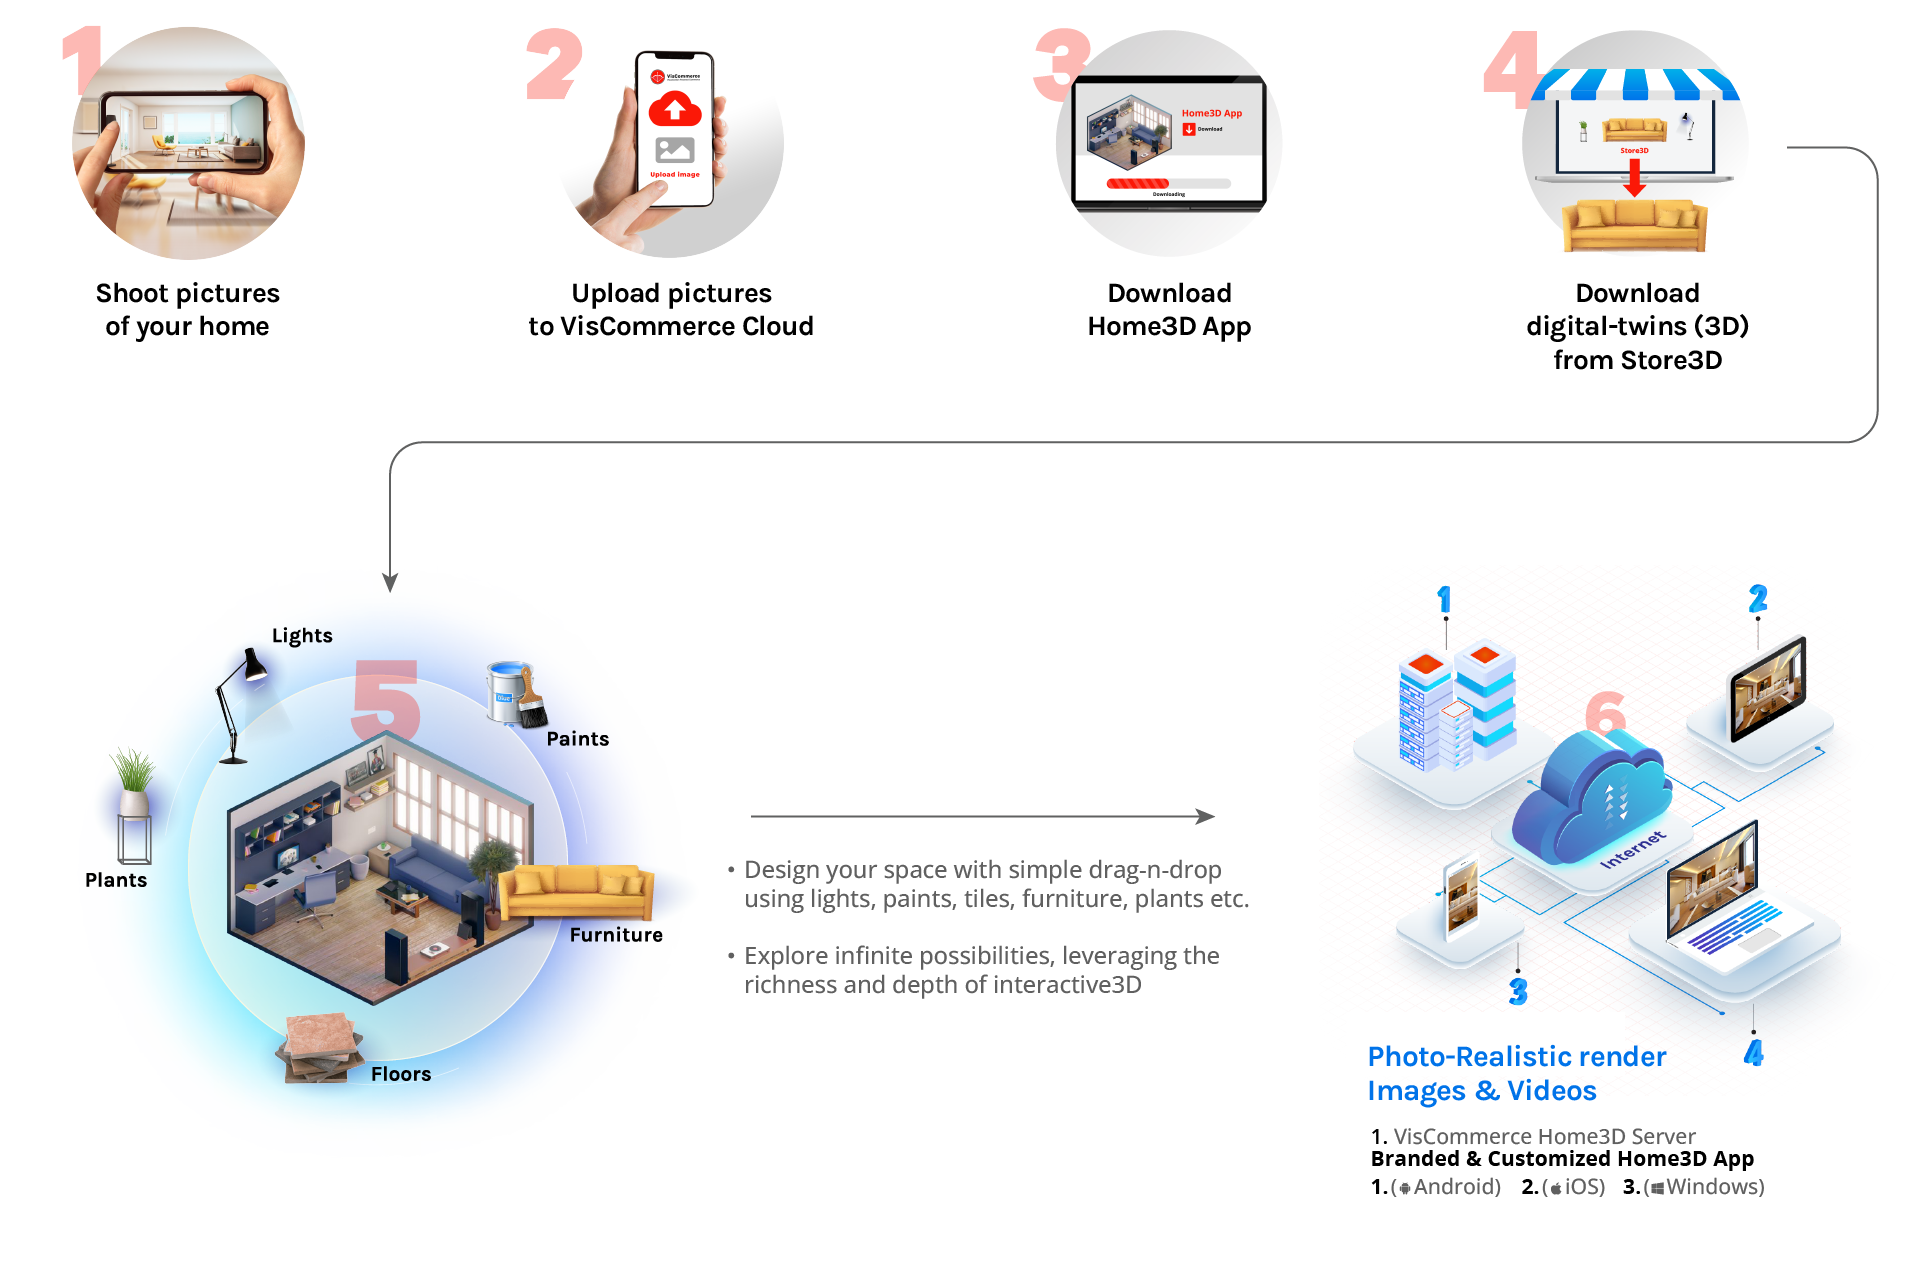 1
Shoot pictures
of your home
2
VisCommerce
Upload Image
Upload pictures
to VisCommerce Cloud
3
Home3D App
Download
Downloading
Download
Home3D App
4
Store3D
Download
digital-twins (3D)
from Store3D
5
Lights
Paints
Plants
Furniture
Floors
• Design your space with simple drag-n-drop
using lights, paints, tiles, furniture, plants etc.
• Explore infinite possibilities, leveraging the
richness and depth of interactive3D
6
1
2
Internet
3
4
Photo-Realistic render
Images & Videos
1. VisCommerce Home3D Server
Branded & Customized Home3D App
1. (Android) 2. (iOS) 3. (Windows)